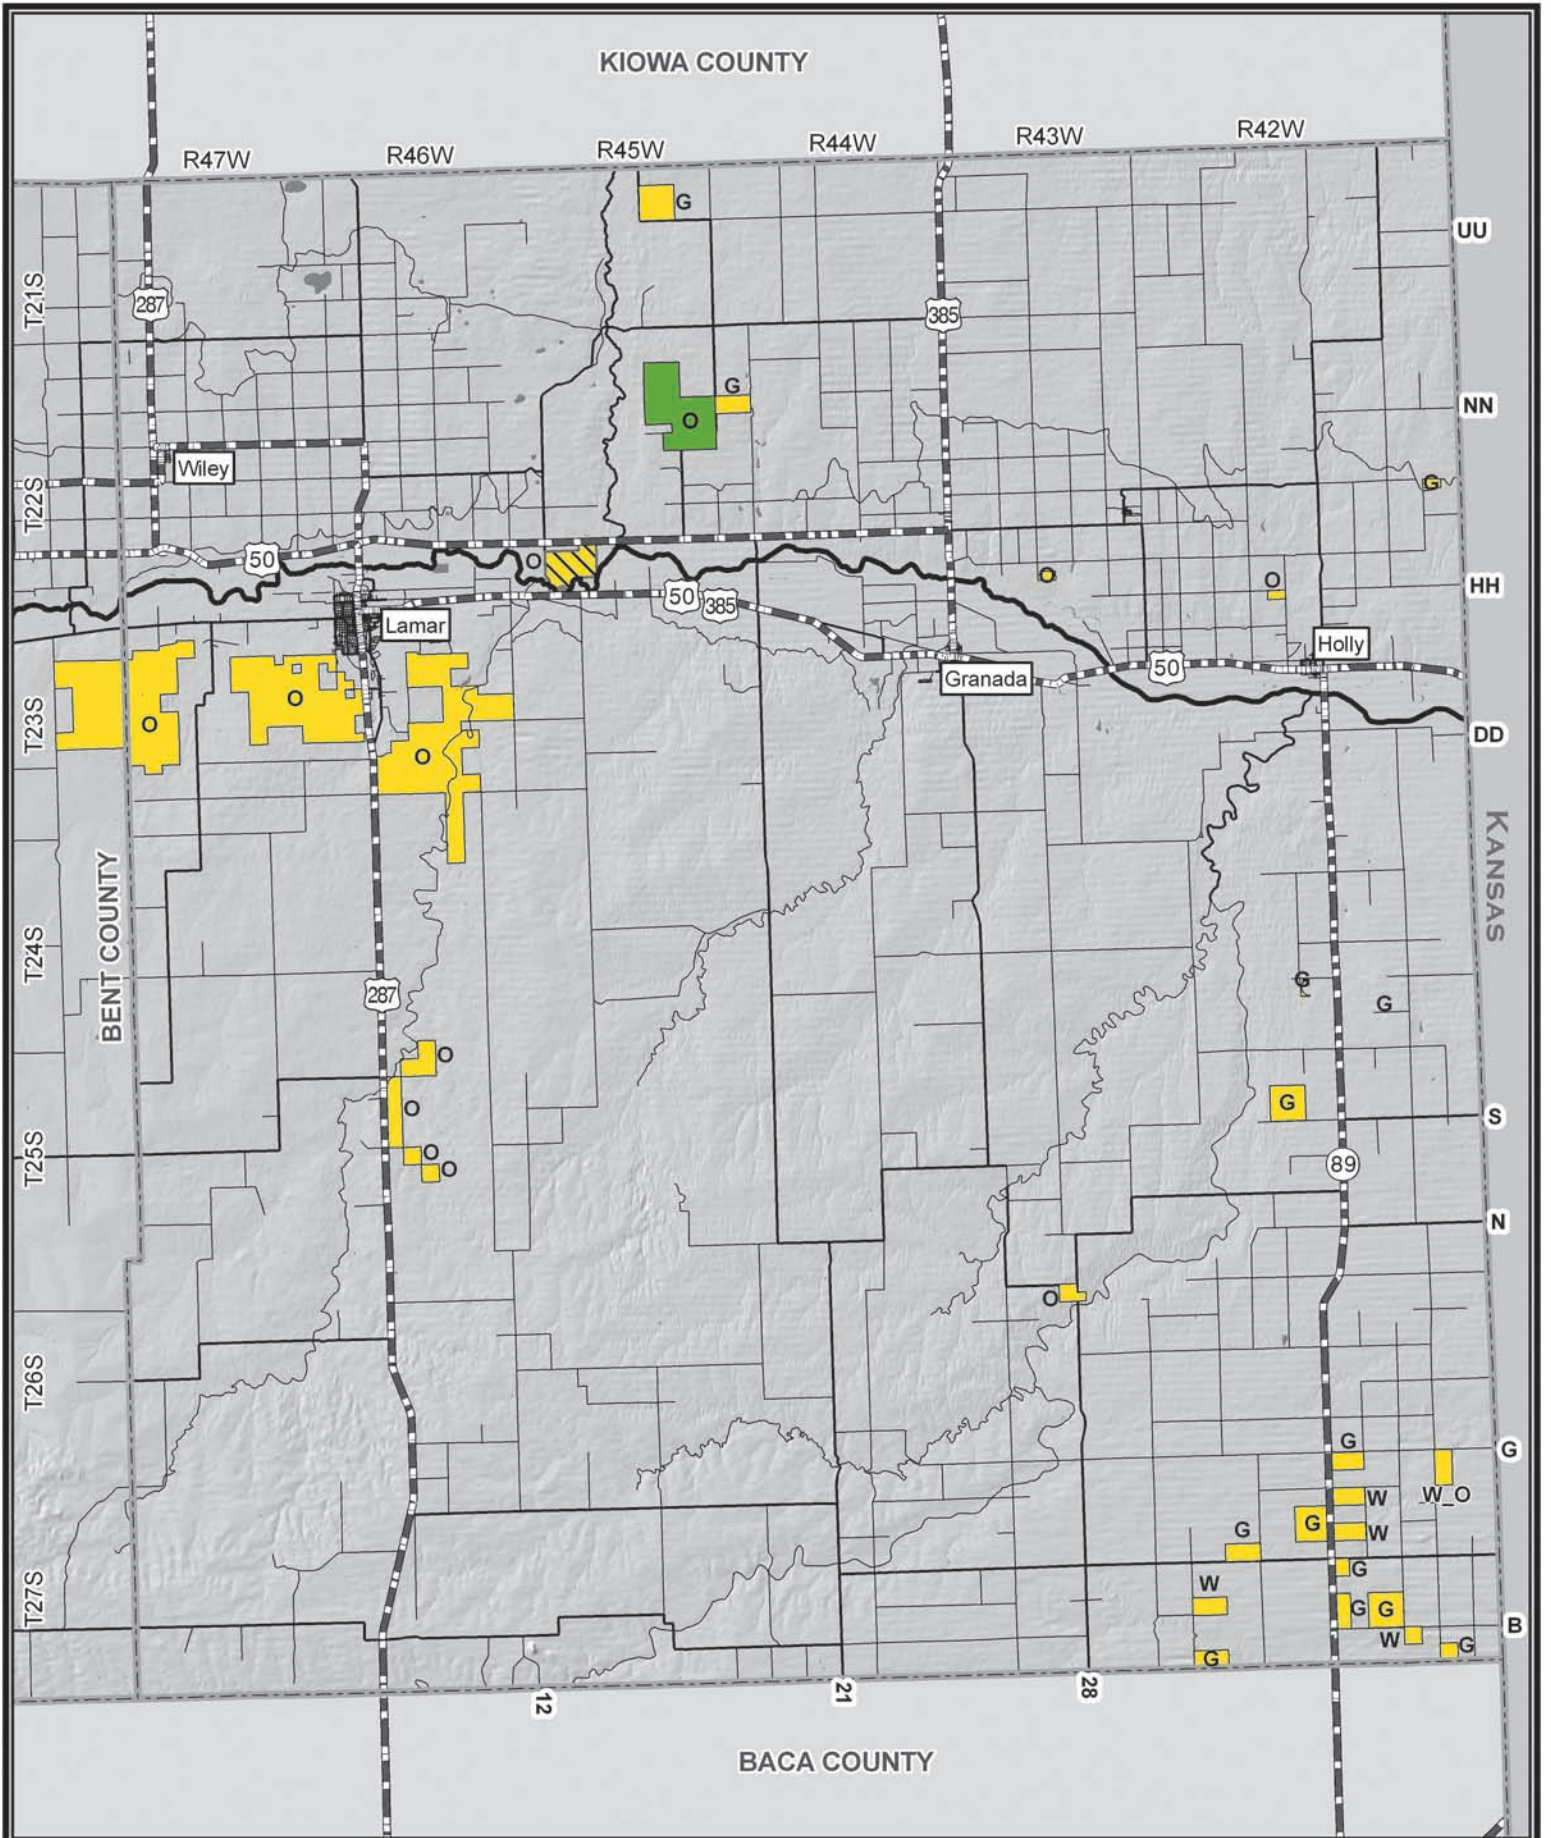 KIOWA COUNTY
R47W
R46W
R45W
R44W
R43W
R42W
G
UU
T21S
287
385
G
NN
O
Wiley
T22S
G
50
O
O
O
HH
50
385
Lamar
Holly
Granada
50
O
O
O
T23S
DD
KANSAS
BENT COUNTY
T24S
287
G
G
O
O
G
S
T25S
O
O
89
N
O
T26S
G
G
W
W_O
G
W
G
G
W
T27S
G
G
B
W
G
G
12
21
28
BACA COUNTY